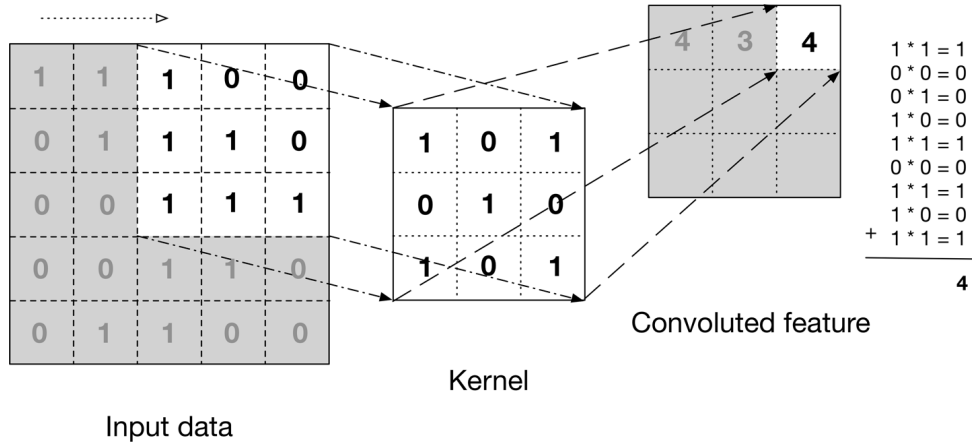 1 1 1 0 0
0 1 1 1 0
0 0 1 1 1
0 0 1 1 0
0 1 1 0 0
Input data
1 0 1
0 1 0
1 0 1
Kernel
4 3 4
Convoluted feature
1 * 1 = 1
0 * 0 = 0
0 * 1 = 0
1 * 0 = 0
1 * 1 = 1
0 * 0 = 0
1 * 1 = 1
1 * 0 = 0
+ 1 * 1 = 1
4